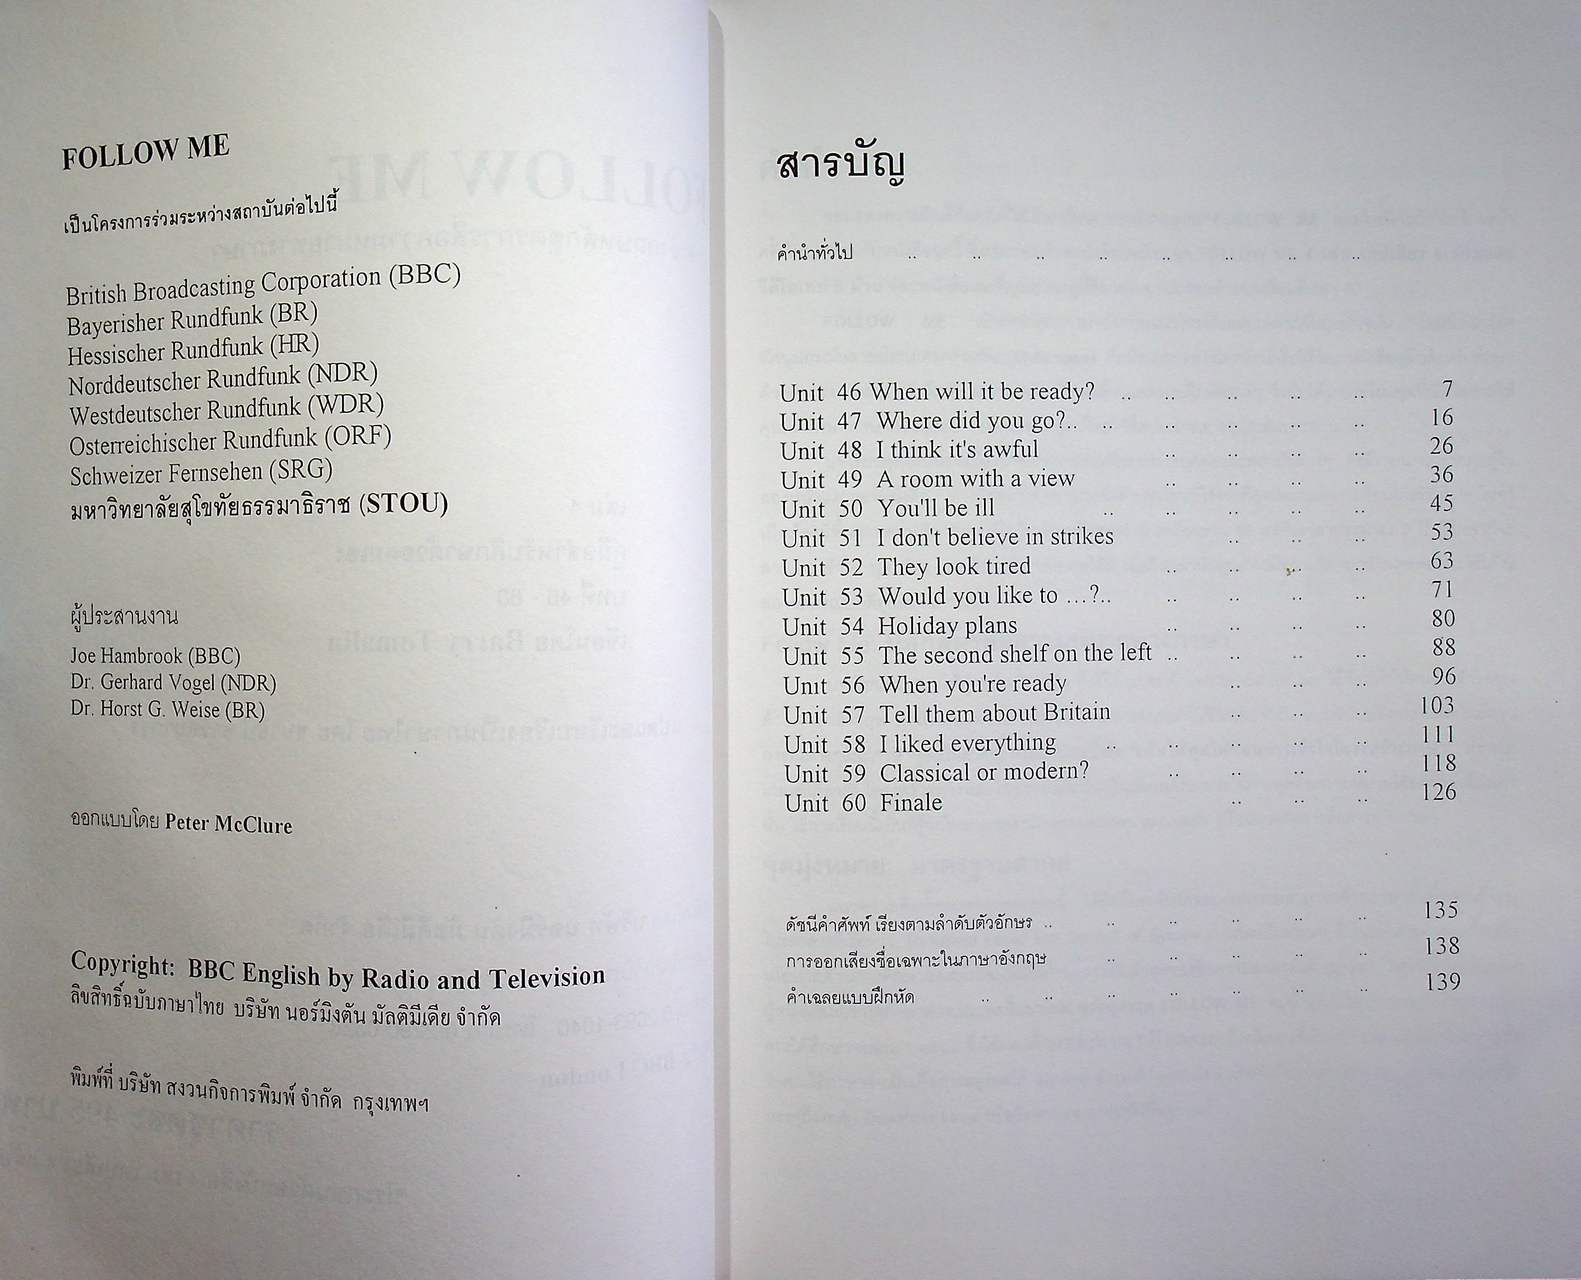 FOLLOW ME
เป็นโครงการร่วมระหว่างสถาบันต่อไปนี้
British Broadcasting Corporation (BBC)
Bayerisher Rundfunk (BR)
Hessischer Rundfunk (HR)
Norddeutscher Rundfunk (NDR)
Westdeutscher Rundfunk (WDR)
Osterreichischer Rundfunk (ORF)
Schweizer Fernsehen (SRG)
มหาวิทยาลัยสุโขทัยธรรมาธิราช (STOU)
ผู้ประสานงาน
Joe Hambrook (BBC)
Dr. Gerhard Vogel (NDR)
Dr. Horst G. Weise (BR)
ออกแบบโดย Peter McClure
Copyright: BBC English by Radio and Television
ลิขสิทธิ์ฉบับภาษาไทย บริษัท นอร์มิงตัน มัลติมีเดีย จำกัด
พิมพ์ที่ บริษัท สงวนกิจการพิมพ์ จำกัด กรุงเทพฯ
สารบัญ
คำนำทั่วไป .. .. .. .. .. .. .. ..
Unit 46 When will it be ready? .. .. .. .. .. 7
Unit 47 Where did you go?.. .. .. .. .. .. 16
Unit 48 I think it's awful .. .. .. .. 26
Unit 49 A room with a view .. .. .. .. 36
Unit 50 You'll be ill .. .. .. .. .. 45
Unit 51 I don't believe in strikes .. .. .. 53
Unit 52 They look tired .. .. .. .. 63
Unit 53 Would you like to ...?.. .. .. .. .. 71
Unit 54 Holiday plans .. .. .. .. 80
Unit 55 The second shelf on the left .. .. .. .. 88
Unit 56 When you're ready .. .. .. 96
Unit 57 Tell them about Britain .. .. .. 103
Unit 58 I liked everything .. .. .. .. .. 111
Unit 59 Classical or modern? .. .. .. .. 118
Unit 60 Finale .. .. .. 126
ดัชนีคำศัพท์ เรียงตามลำดับตัวอักษร .. .. .. .. .. .. 135
การออกเสียงชื่อเฉพาะในภาษาอังกฤษ .. .. .. .. .. 138
คำเฉลยแบบฝึกหัด .. .. .. .. .. .. .. 139